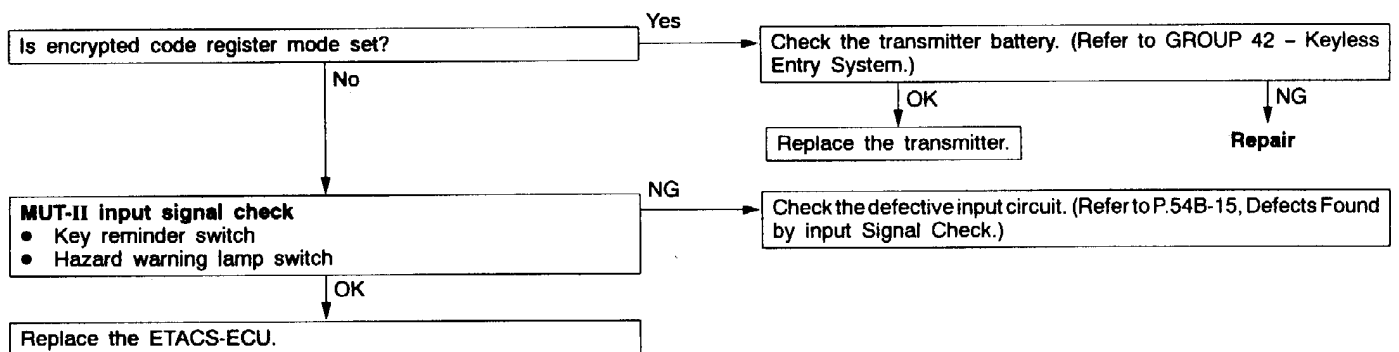 Is encrypted code register mode set?
Yes
Check the transmitter battery. (Refer to GROUP 42 – Keyless
Entry System.)
No
OK
NG
Replace the transmitter.
Repair
MUT-II input signal check
● Key reminder switch
● Hazard warning lamp switch
NG
Check the defective input circuit. (Refer to P.54B-15, Defects Found
by input Signal Check.)
OK
Replace the ETACS-ECU.